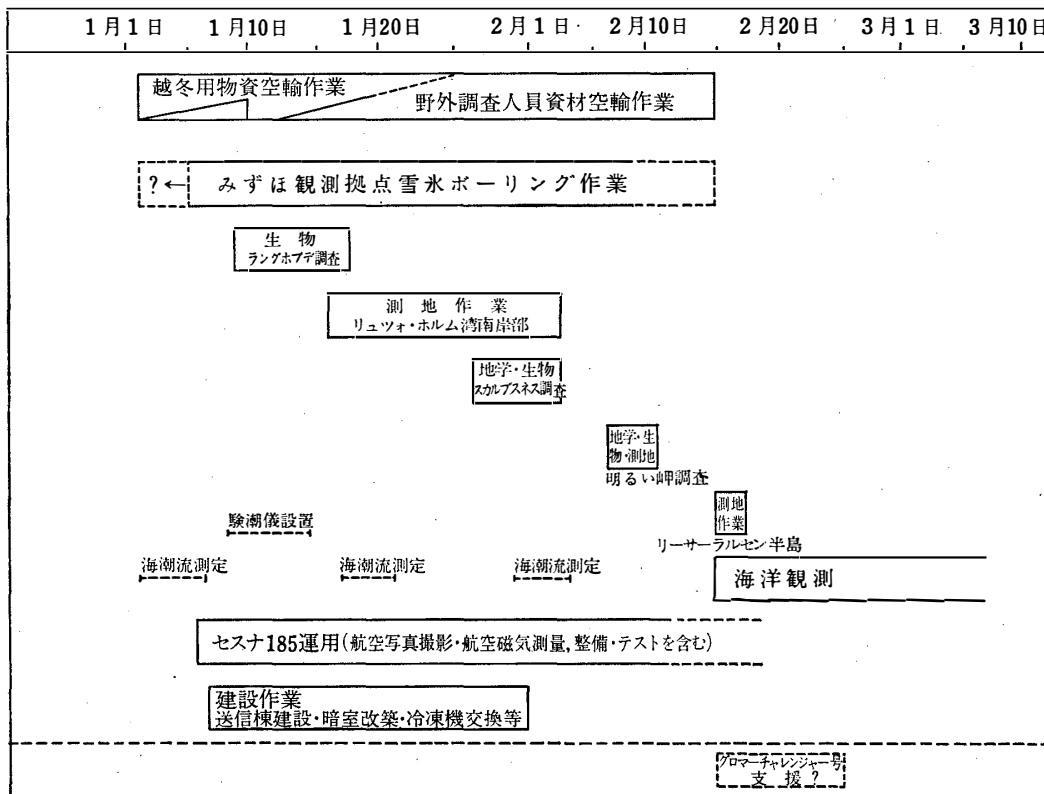 1月1日 1月10日 1月20日 2月1日 2月10日 2月20日 3月1日 3月10日
越冬用物資空輸作業
野外調査人員資材空輸作業
?← みずほ観測拠点雪氷ボーリング作業
生物
ラングホブデ調査
測地作業
リュツォ・ホルム湾南岸部
地学・生物
スカルブスネス調査
地学・生
物・測地
明るい岬調査
測地
作業
リーサーラルセン半島
験潮儀設置
海潮流測定 海潮流測定 海潮流測定
海洋観測
セスナ185運用(航空写真撮影・航空磁気測量,整備・テストを含む)
建設作業
送信棟建設・暗室改築・冷凍機交換等
グロマーチャレンジャー号
支援?